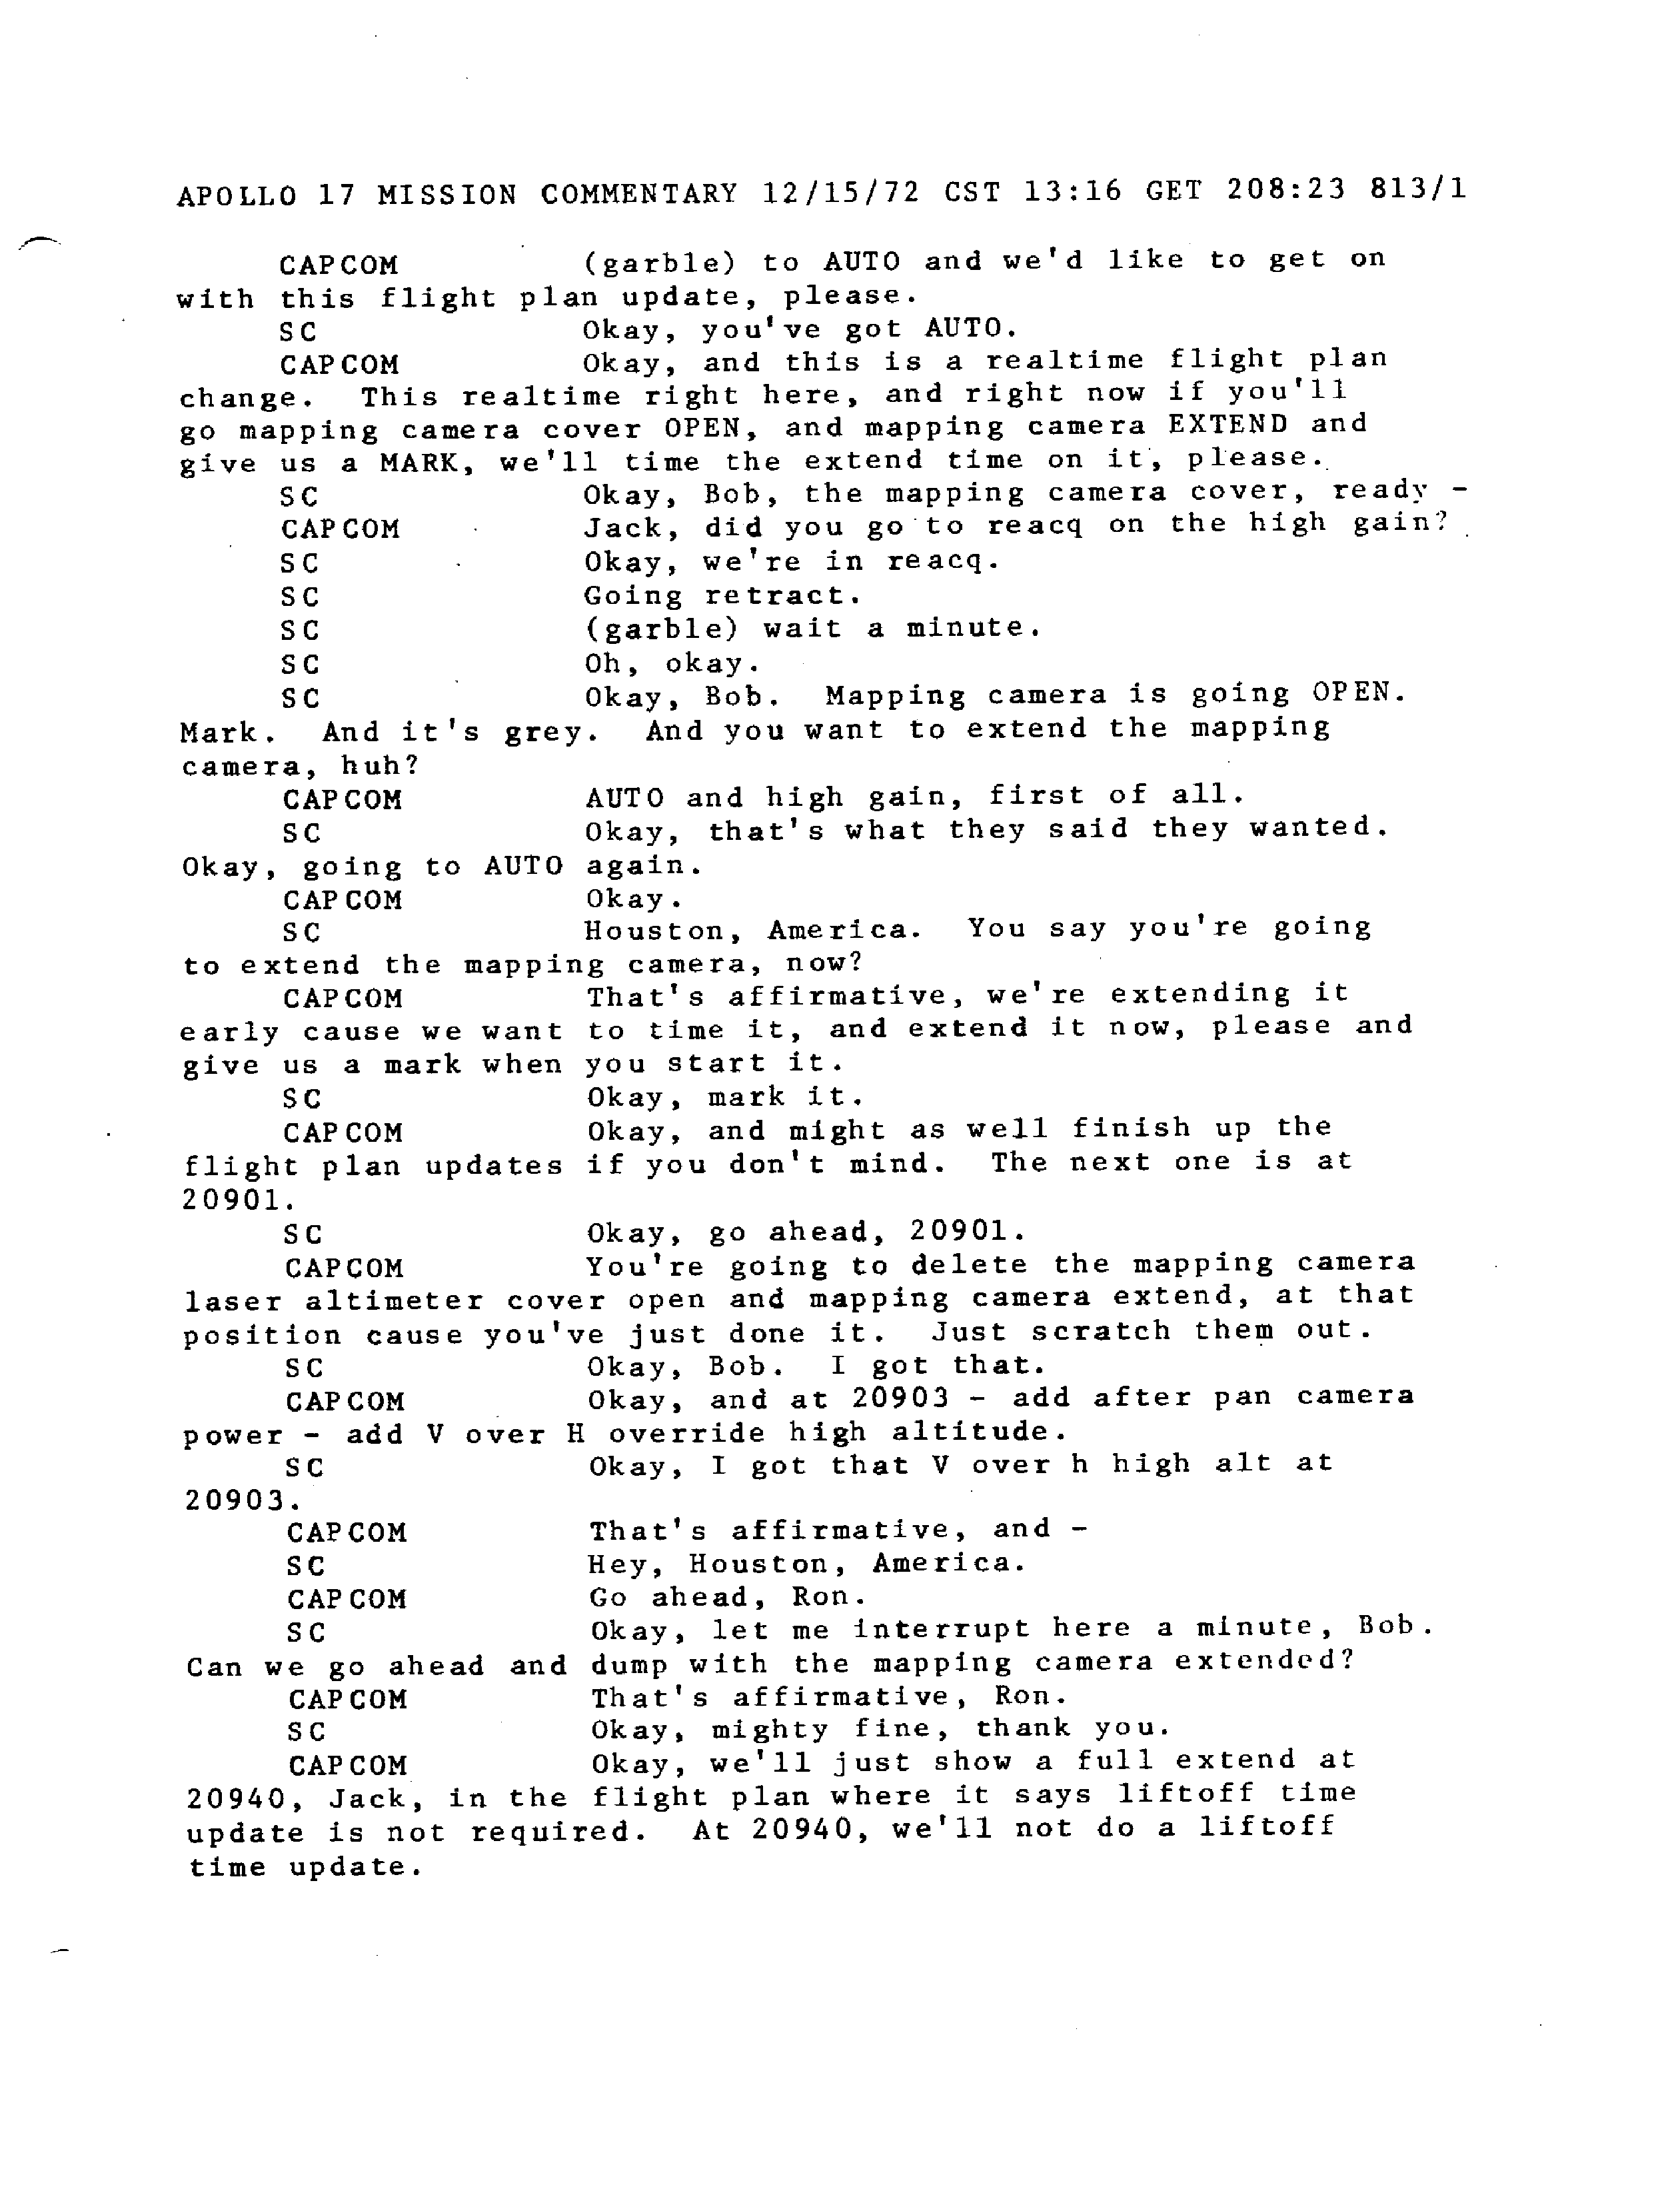 APOLLO 17 MISSION COMMENTARY 12/15/72 CST 13:16 GET 208:23 813/1
CAPCOM (garble) to AUTO and we'd like to get on
with this flight plan update, please.
SC Okay, you've got AUTO.
CAPCOM Okay, and this is a realtime flight plan
change. This realtime right here, and right now if you'll
go mapping camera cover OPEN, and mapping camera EXTEND and
give us a MARK, we'll time the extend time on it, please.
SC Okay, Bob, the mapping camera cover, ready -
CAPCOM Jack, did you go to reacq on the high gain?
SC Okay, we're in reacq.
SC Going retract.
SC (garble) wait a minute.
SC Oh, okay.
SC Okay, Bob. Mapping camera is going OPEN.
Mark. And it's grey. And you want to extend the mapping
camera, huh?
CAPCOM AUTO and high gain, first of all.
SC Okay, that's what they said they wanted.
Okay, going to AUTO again.
CAPCOM Okay.
SC Houston, America. You say you're going
to extend the mapping camera, now?
CAPCOM That's affirmative, we're extending it
early cause we want to time it, and extend it now, please and
give us a mark when you start it.
SC Okay, mark it.
CAPCOM Okay, and might as well finish up the
flight plan updates if you don't mind. The next one is at
20901.
SC Okay, go ahead, 20901.
CAPCOM You're going to delete the mapping camera
laser altimeter cover open and mapping camera extend, at that
position cause you've just done it. Just scratch them out.
SC Okay, Bob. I got that.
CAPCOM Okay, and at 20903 - add after pan camera
power - add V over H override high altitude.
SC Okay, I got that V over h high alt at
20903.
CAPCOM That's affirmative, and -
SC Hey, Houston, America.
CAPCOM Go ahead, Ron.
SC Okay, let me interrupt here a minute, Bob.
Can we go ahead and dump with the mapping camera extended?
CAPCOM That's affirmative, Ron.
SC Okay, mighty fine, thank you.
CAPCOM Okay, we'll just show a full extend at
20940, Jack, in the flight plan where it says liftoff time
update is not required. At 20940, we'll not do a liftoff
time update.